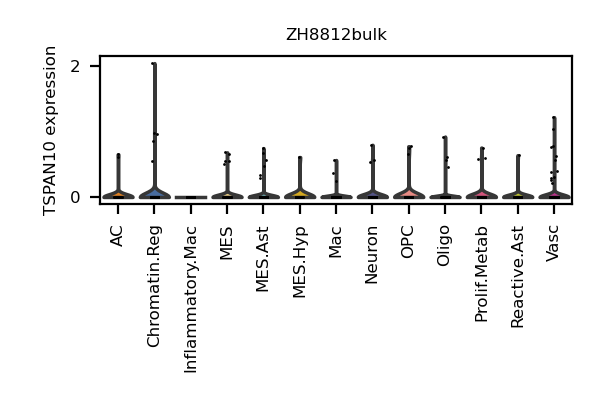 ZH8812bulk
TSPAN10 expression
2
0
AC
Chromatin.Reg
Inflammatory.Mac
MES
MES.Ast
MES.Hyp
Mac
Neuron
OPC
Oligo
Prolif.Metab
Reactive.Ast
Vasc